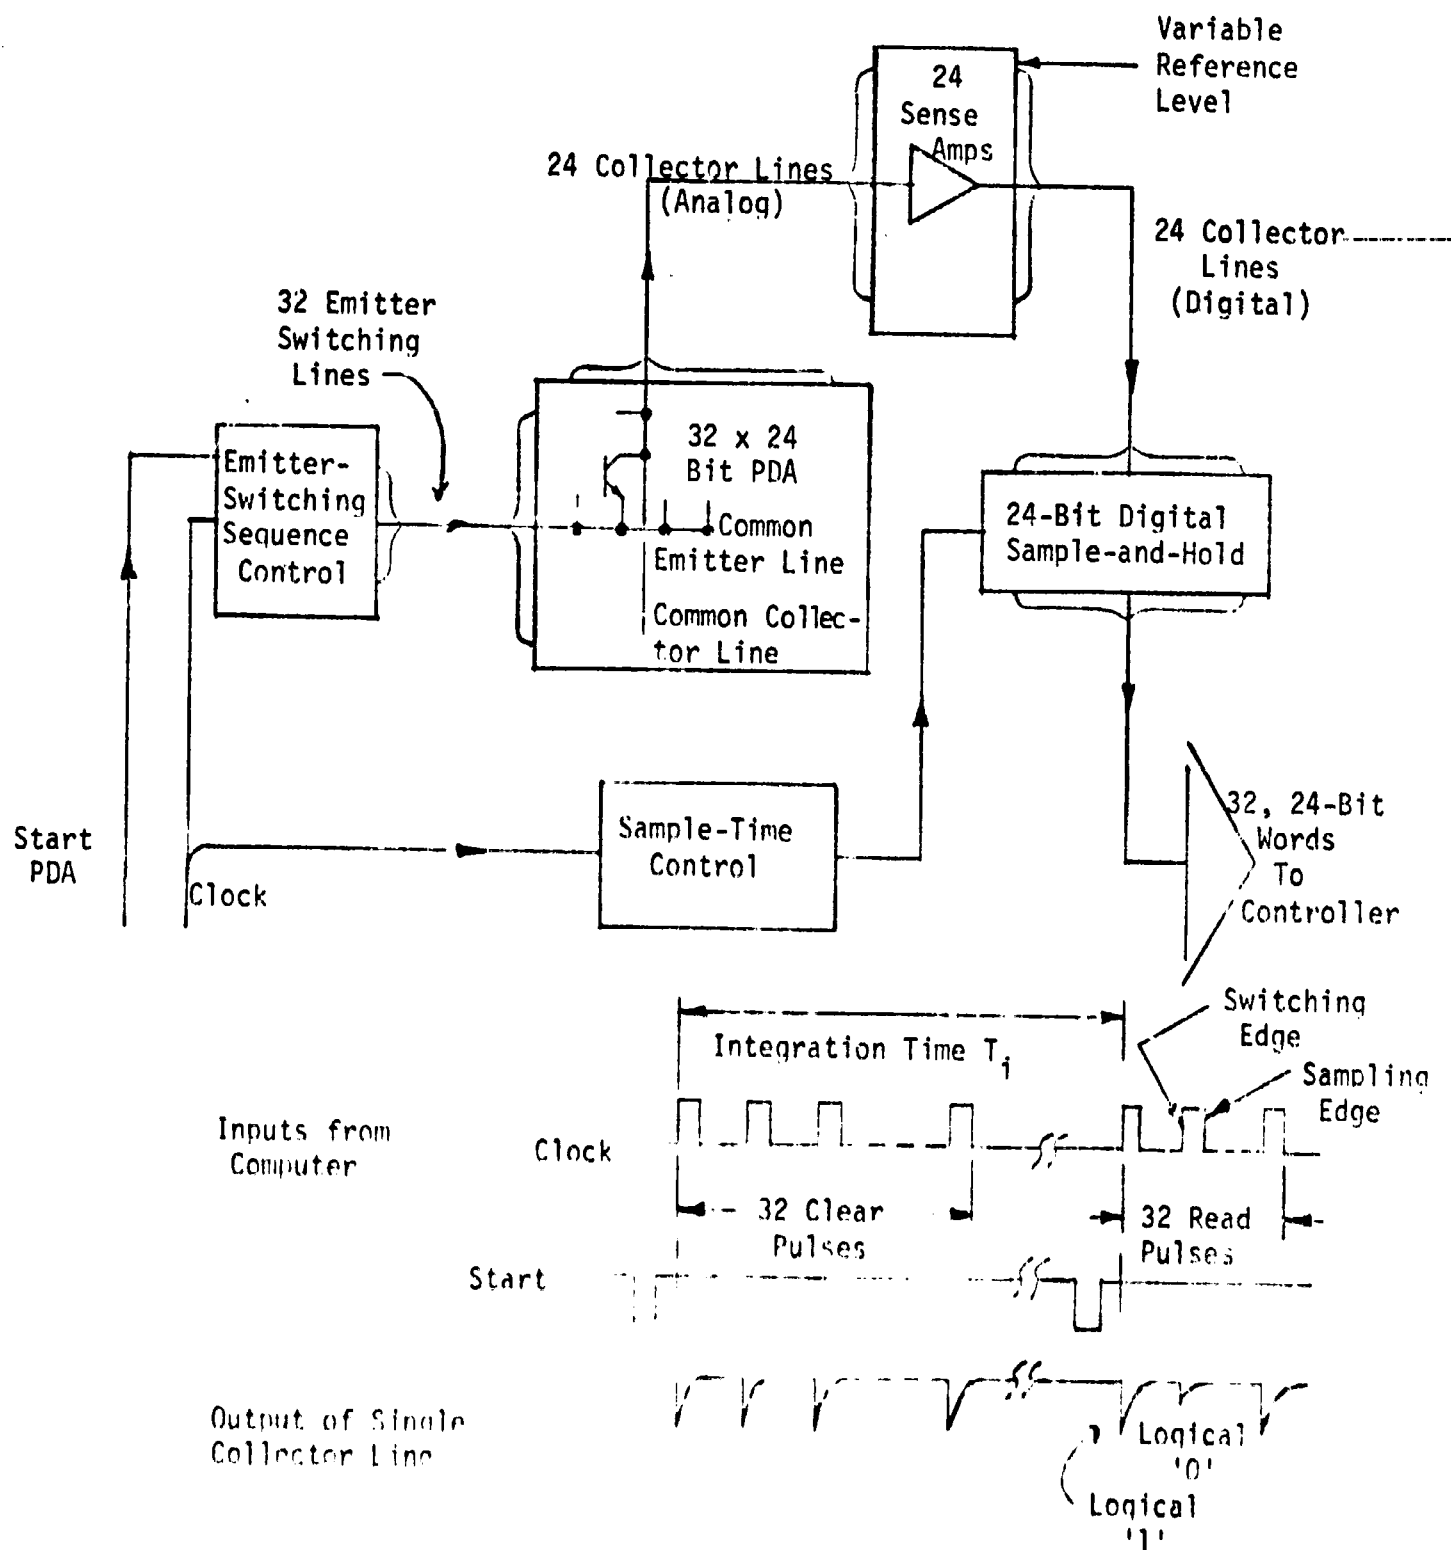 Variable
Reference
Level
24
Sense
Amps
24 Collector Lines
(Analog)
24 Collector
Lines
(Digital)
32 Emitter
Switching
Lines
Emitter-
Switching
Sequence
Control
32 x 24
Bit PDA
Common
Emitter Line
Common Collec-
tor Line
24-Bit Digital
Sample-and-Hold
Start
PDA
Clock
Sample-Time
Control
32, 24-Bit
Words
To
Controller
Switching
Edge
Integration Time Ti
Sampling
Edge
Inputs from
Computer
Clock
32 Clear
Pulses
32 Read
Pulses
Start
Output of Single
Collector Line
Logical
'0'
Logical
'1'